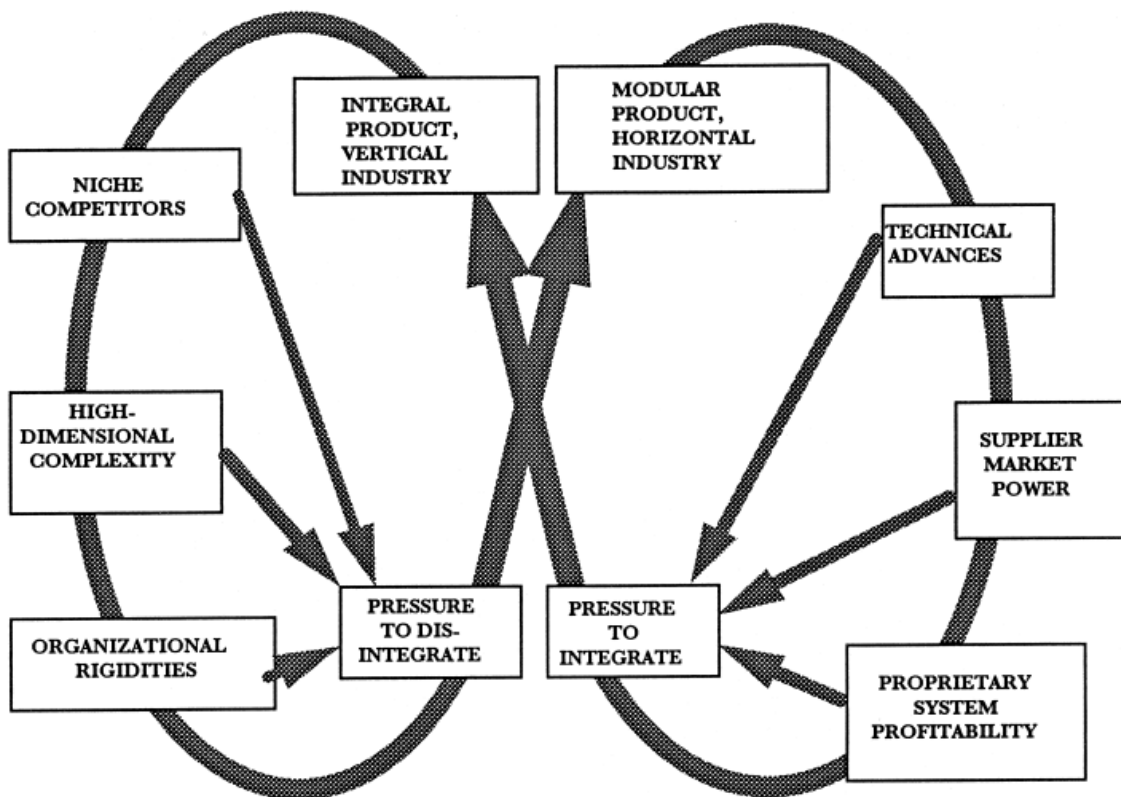 INTEGRAL
PRODUCT,
VERTICAL
INDUSTRY
MODULAR
PRODUCT,
HORIZONTAL
INDUSTRY
NICHE
COMPETITORS
TECHNICAL
ADVANCES
HIGH-
DIMENSIONAL
COMPLEXITY
SUPPLIER
MARKET
POWER
ORGANIZATIONAL
RIGIDITIES
PRESSURE
TO DIS-
INTEGRATE
PRESSURE
TO
INTEGRATE
PROPRIETARY
SYSTEM
PROFITABILITY